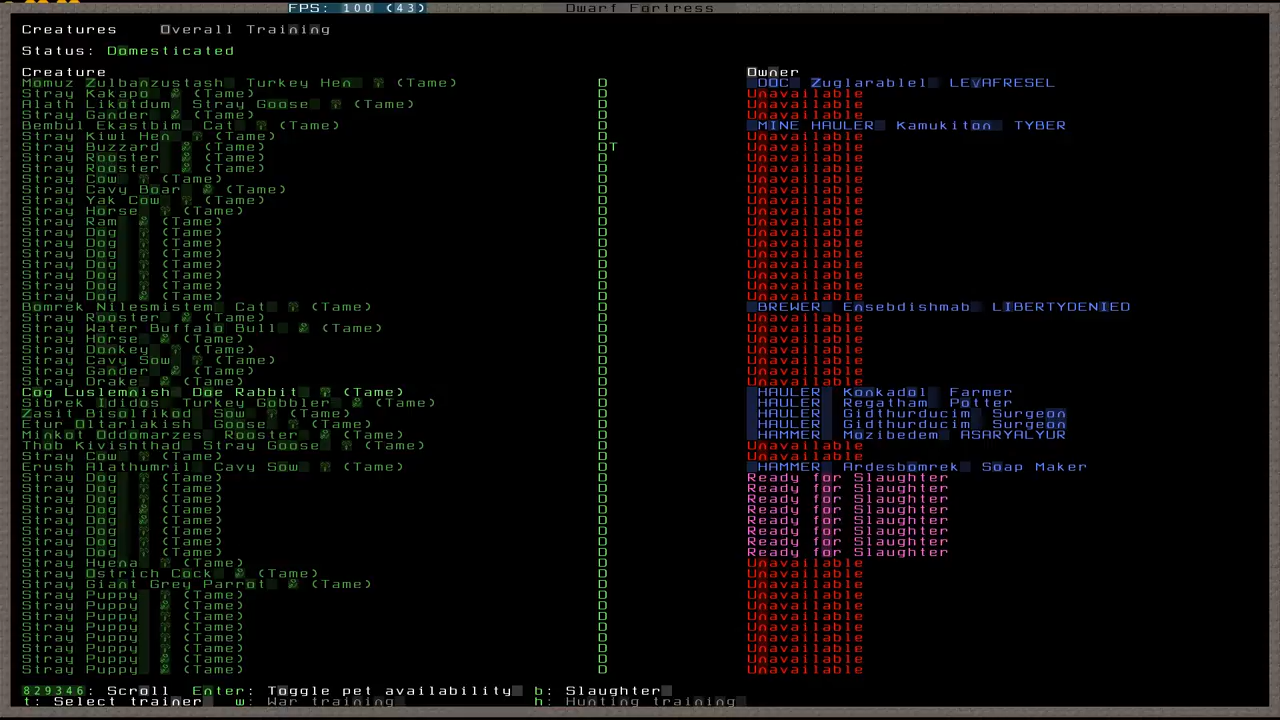 FPS: 100 (43) Dwarf Fortress
Creatures Overall Training
Status: Domesticated
Creature Owner
Momuz Zulbanzustash Turkey Hen ♀ (Tame) D DOC Zuglarablel LEVAFRESEL
Stray Kakapo ♂ (Tame) D Unavailable
Alath Likotdum Stray Goose ♀ (Tame) D Unavailable
Stray Gander ♂ (Tame) D Unavailable
Bembul Ekastbim Cat ♀ (Tame) D MINE HAULER Kamukiton TYBER
Stray Kiwi Hen ♀ (Tame) D Unavailable
Stray Buzzard ♂ (Tame) DT Unavailable
Stray Rooster ♂ (Tame) D Unavailable
Stray Rooster ♂ (Tame) D Unavailable
Stray Cow ♀ (Tame) D Unavailable
Stray Cavy Boar ♂ (Tame) D Unavailable
Stray Yak Cow ♀ (Tame) D Unavailable
Stray Horse ♀ (Tame) D Unavailable
Stray Ram ♂ (Tame) D Unavailable
Stray Dog ♀ (Tame) D Unavailable
Stray Dog ♀ (Tame) D Unavailable
Stray Dog ♀ (Tame) D Unavailable
Stray Dog ♀ (Tame) D Unavailable
Stray Dog ♀ (Tame) D Unavailable
Stray Dog ♀ (Tame) D Unavailable
Stray Dog ♂ (Tame) D Unavailable
Bomrek Nilesmistem Cat ♀ (Tame) D BREWER Ensebdishmab LIBERTYDENIED
Stray Rooster ♂ (Tame) D Unavailable
Stray Water Buffalo Bull ♂ (Tame) D Unavailable
Stray Horse ♂ (Tame) D Unavailable
Stray Donkey ♀ (Tame) D Unavailable
Stray Cavy Sow ♀ (Tame) D Unavailable
Stray Gander ♂ (Tame) D Unavailable
Stray Drake ♂ (Tame) D Unavailable
Cog Luslemnish Doe Rabbit ♀ (Tame) D HAULER Konkadol Farmer
Sibrek Ididos Turkey Gobbler ♂ (Tame) D HAULER Regatham Potter
Zasit Bisolfikod Sow ♀ (Tame) D HAULER Gidthurducim Surgeon
Etur Oltarlakish Goose ♀ (Tame) D HAULER Gidthurducim Surgeon
Minkot Odomarzes Rooster ♂ (Tame) D HAMMER Mozibedem ASARYALYUR
Thob Kivishthad Stray Goose ♀ (Tame) D Unavailable
Stray Cow ♀ (Tame) D Unavailable
Erush Alathumril Cavy Sow ♀ (Tame) D HAMMER Ardesbomrek Soap Maker
Stray Dog ♀ (Tame) D Ready for Slaughter
Stray Dog ♀ (Tame) D Ready for Slaughter
Stray Dog ♀ (Tame) D Ready for Slaughter
Stray Dog ♂ (Tame) D Ready for Slaughter
Stray Dog ♂ (Tame) D Ready for Slaughter
Stray Dog ♀ (Tame) D Ready for Slaughter
Stray Dog ♀ (Tame) D Ready for Slaughter
Stray Dog ♀ (Tame) D Ready for Slaughter
Stray Hyena ♀ (Tame) D Unavailable
Stray Ostrich Cock ♂ (Tame) D Unavailable
Stray Giant Grey Parrot ♂ (Tame) D Unavailable
Stray Puppy ♀ (Tame) D Unavailable
Stray Puppy ♂ (Tame) D Unavailable
Stray Puppy ♀ (Tame) D Unavailable
Stray Puppy ♀ (Tame) D Unavailable
Stray Puppy ♂ (Tame) D Unavailable
Stray Puppy ♀ (Tame) D Unavailable
Stray Puppy ♂ (Tame) D Unavailable
Stray Puppy ♂ (Tame) D Unavailable
829346: Scroll Enter: Toggle pet availability b: Slaughter
t: Select trainer w: War training h: Hunting training